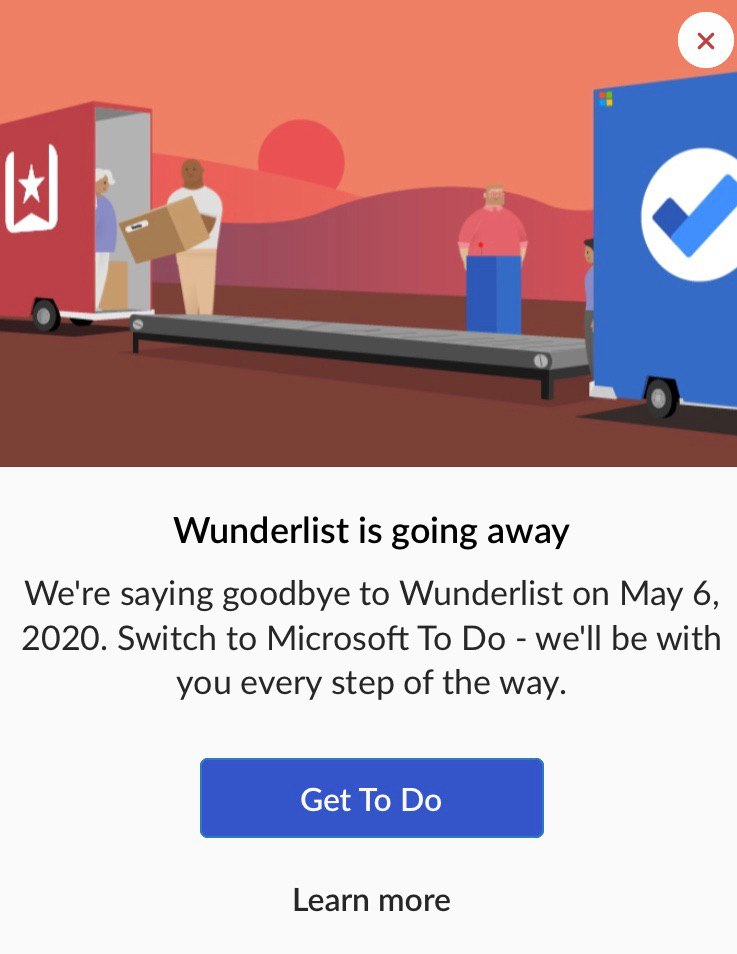 Wunderlist is going away
We're saying goodbye to Wunderlist on May 6,
2020. Switch to Microsoft To Do - we'll be with
you every step of the way.
Get To Do
Learn more